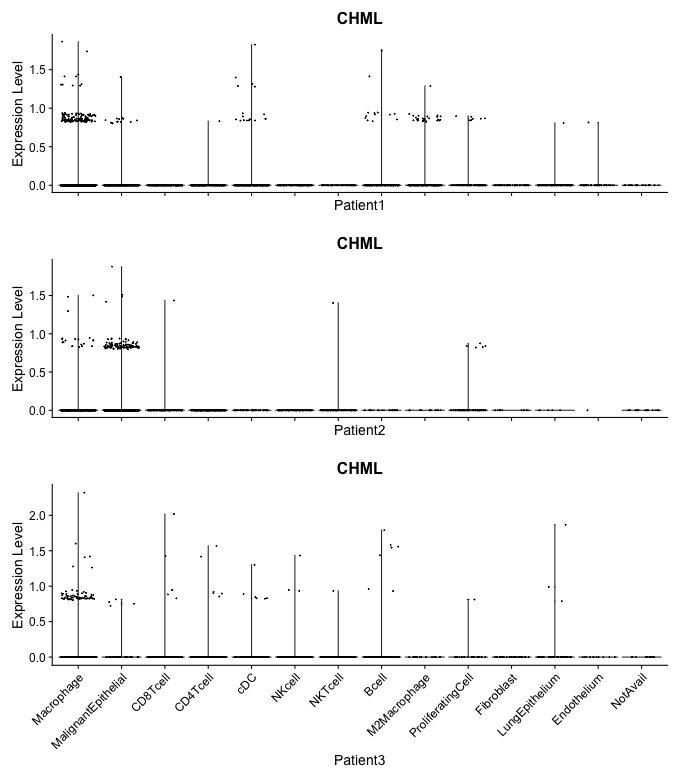 CHML
Expression Level
1.5
1.0
0.5
0.0
Patient1
CHML
Expression Level
1.5
1.0
0.5
0.0
Patient2
CHML
Expression Level
2.0
1.5
1.0
0.5
0.0
Macrophage
MalignantEpithelial
CD8Tcell
CD4Tcell
cDC
NKcell
NKTcell
Bcell
M2Macrophage
ProliferatingCell
Fibroblast
LungEpithelium
Endothelium
NotAvail
Patient3